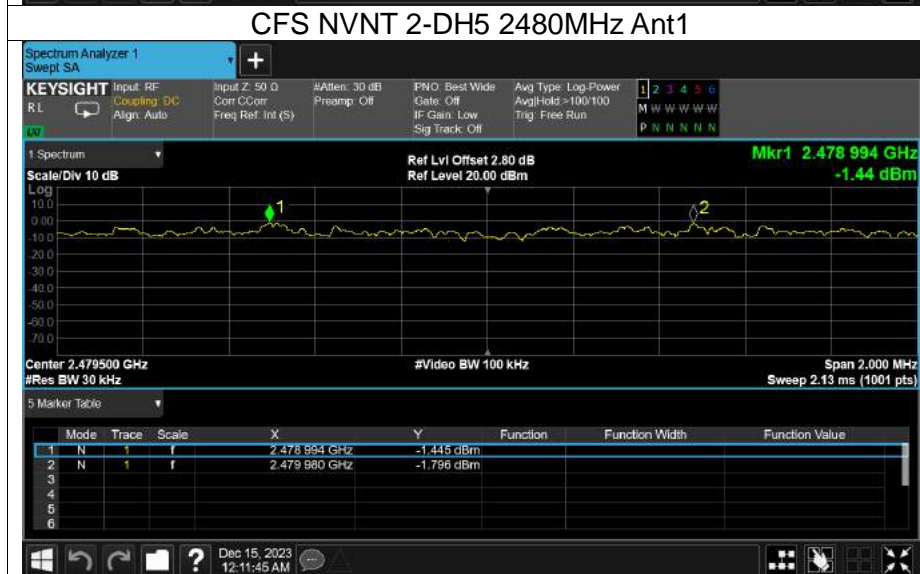 CFS NVNT 2-DH5 2480MHz Ant1
Spectrum Analyzer 1
Swept SA
+
KEYSIGHT Input: RF Input Z: 50 Ω #Atten: 30 dB PNO: Best Wide Avg Type: Log-Power 1 2 3 4 5 6
RL Coupling: DC Corr CCorr Preamp: Off Gate: Off Avg|Hold:>100/100 M W W W W W
Align: Auto Freq Ref: Int (S) IF Gain: Low Trig: Free Run
Sig Track: Off P N N N N N
1 Spectrum Ref Lvl Offset 2.80 dB Mkr1 2.478 994 GHz
Scale/Div 10 dB Ref Level 20.00 dBm -1.44 dBm
Log
10.0
1 2
0.00
-10.0
-20.0
-30.0
-40.0
-50.0
-60.0
-70.0
Center 2.479500 GHz #Video BW 100 kHz Span 2.000 MHz
#Res BW 30 kHz Sweep 2.13 ms (1001 pts)
5 Marker Table
Mode Trace Scale X Y Function Function Width Function Value
1 N 1 f 2.478 994 GHz -1.445 dBm
2 N 1 f 2.479 980 GHz -1.796 dBm
3
4
5
6
? Dec 15, 2023
12:11:45 AM